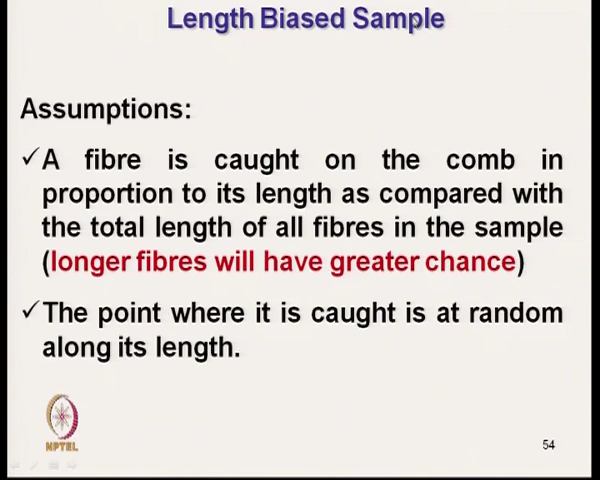 Length Biased Sample
Assumptions:
✓A fibre is caught on the comb in
proportion to its length as compared with
the total length of all fibres in the sample
(longer fibres will have greater chance)
✓The point where it is caught is at random
along its length.
NPTEL
54